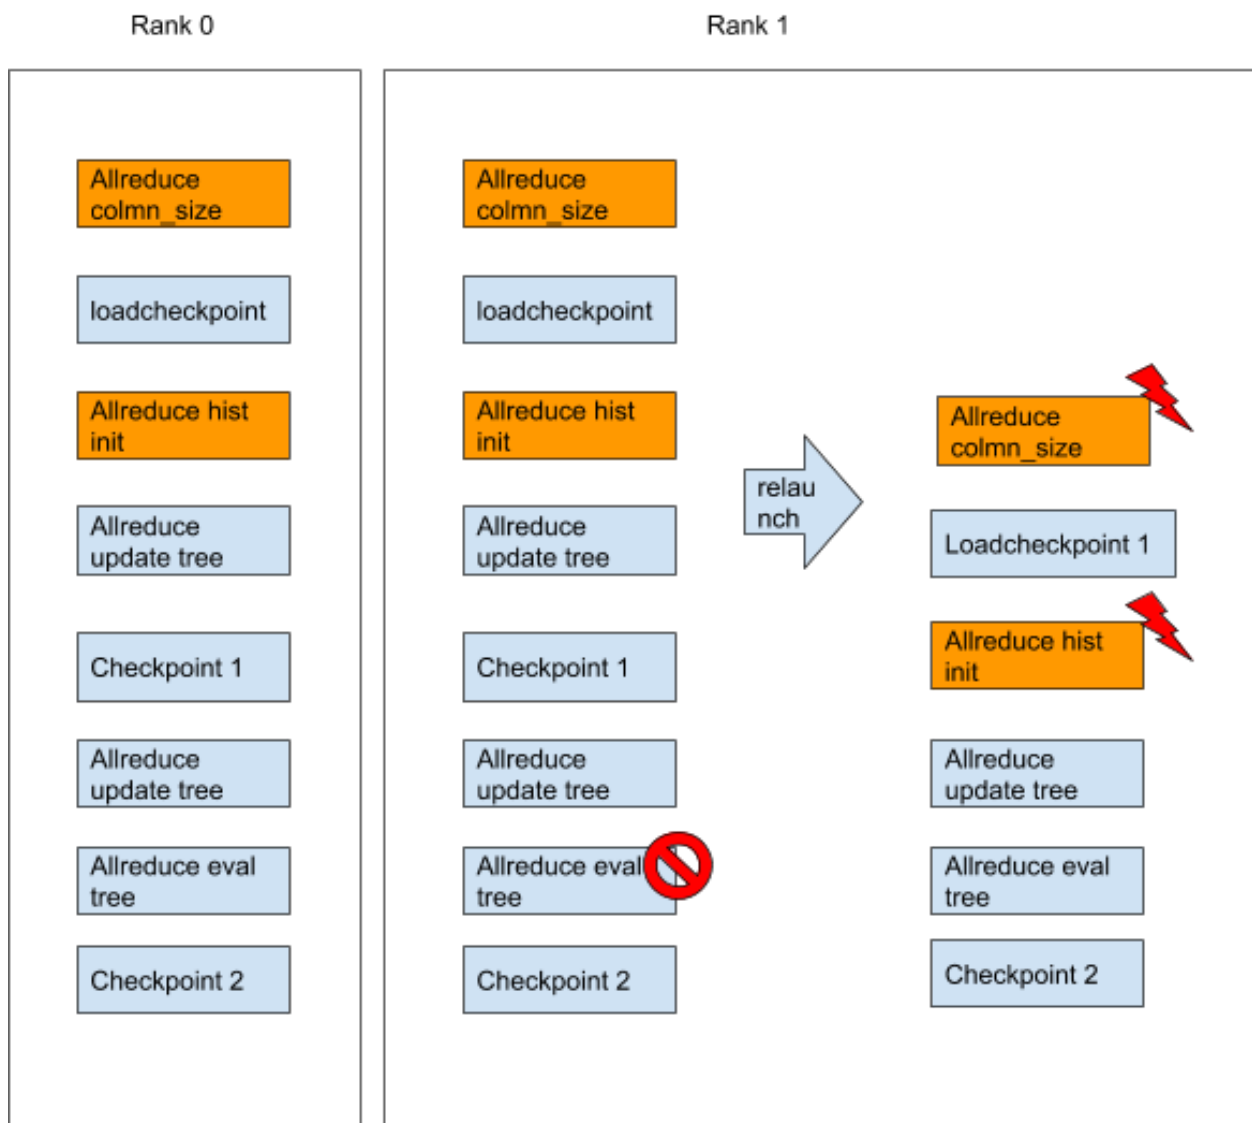 Rank 0
Allreduce
colmn_size
loadcheckpoint
Allreduce hist
init
Allreduce
update tree
Checkpoint 1
Allreduce
update tree
Allreduce eval
tree
Checkpoint 2
Rank 1
Allreduce
colmn_size
loadcheckpoint
Allreduce hist
init
Allreduce
update tree
Checkpoint 1
Allreduce
update tree
Allreduce eval
tree
Checkpoint 2
relau
nch
Allreduce
colmn_size
Loadcheckpoint 1
Allreduce hist
init
Allreduce
update tree
Allreduce eval
tree
Checkpoint 2